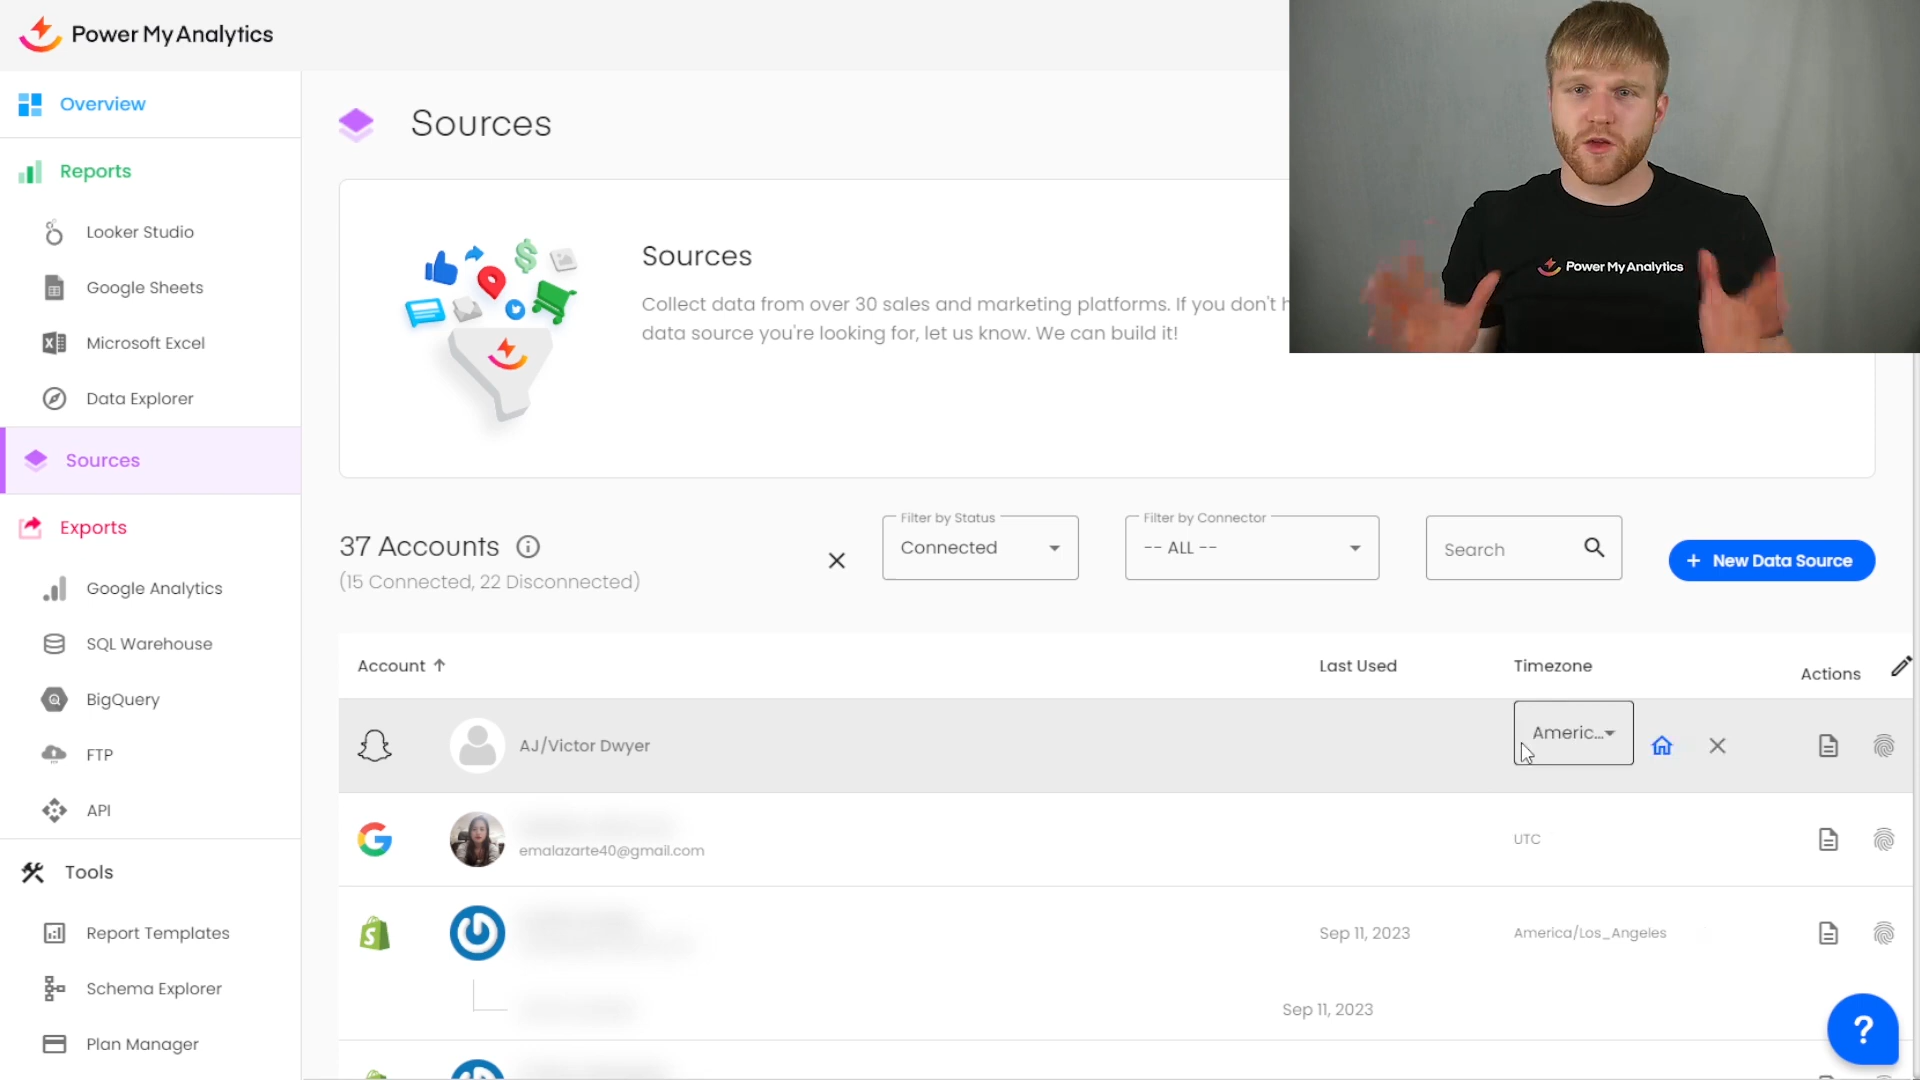 Power My Analytics
Overview
Reports
Looker Studio
Google Sheets
Microsoft Excel
Data Explorer
Sources
Exports
Google Analytics
SQL Warehouse
BigQuery
FTP
API
Tools
Report Templates
Schema Explorer
Plan Manager
Sources
Sources
Collect data from over 30 sales and marketing platforms. If you don't
data source you're looking for, let us know. We can build it!
Power My Analytics
37 Accounts
(15 Connected, 22 Disconnected)
Filter by Status
Connected
Filter by Connector
-- ALL --
Search
+ New Data Source
Account Last Used Timezone Actions
AJ/Victor Dwyer Americ...
emalazarte40@gmail.com UTC
Sep 11, 2023 America/Los_Angeles
Sep 11, 2023
?